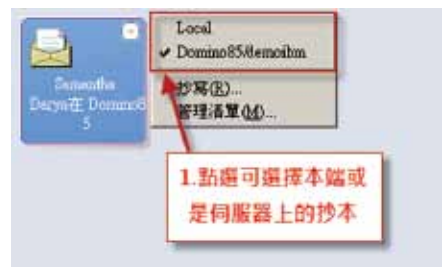 Local
✔ Domino85/demoibm
抄寫(R)...
管理清單(M)...
Samantha
Daryn在 Domino8
5
1.點選可選擇本端或
是伺服器上的抄本